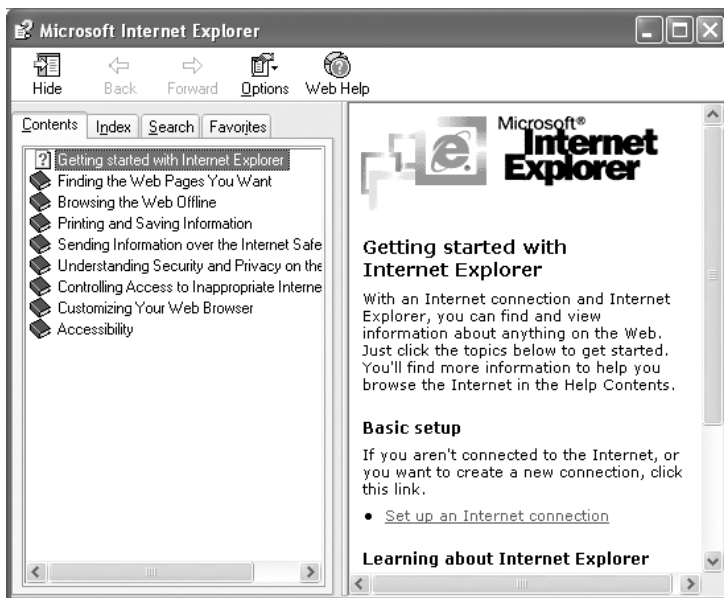 Microsoft Internet Explorer
Hide Back Forward Options Web Help
Contents Index Search Favorites
Getting started with Internet Explorer
Finding the Web Pages You Want
Browsing the Web Offline
Printing and Saving Information
Sending Information over the Internet Safe
Understanding Security and Privacy on the
Controlling Access to Inappropriate Interne
Customizing Your Web Browser
Accessibility
Microsoft®
Internet
Explorer
Getting started with
Internet Explorer
With an Internet connection and Internet
Explorer, you can find and view
information about anything on the Web.
Just click the topics below to get started.
You'll find more information to help you
browse the Internet in the Help Contents.
Basic setup
If you aren't connected to the Internet, or
you want to create a new connection, click
this link.
• Set up an Internet connection
Learning about Internet Explorer